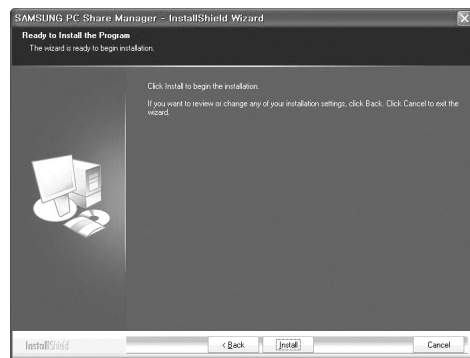 SAMSUNG PC Share Manager - InstallShield Wizard
Ready to Install the Program
The wizard is ready to begin installation.
Click Install to begin the installation.
If you want to review or change any of your installation settings, click Back. Click Cancel to exit the
wizard.
InstallShield
< Back
Install
Cancel